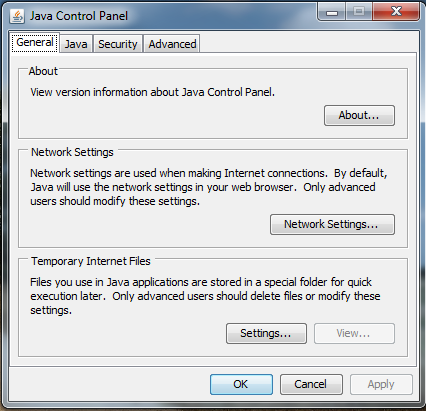 Java Control Panel
General Java Security Advanced
About
View version information about Java Control Panel.
About...
Network Settings
Network settings are used when making Internet connections. By default,
Java will use the network settings in your web browser. Only advanced
users should modify these settings.
Network Settings...
Temporary Internet Files
Files you use in Java applications are stored in a special folder for quick
execution later. Only advanced users should delete files or modify these
settings.
Settings... View...
OK Cancel Apply